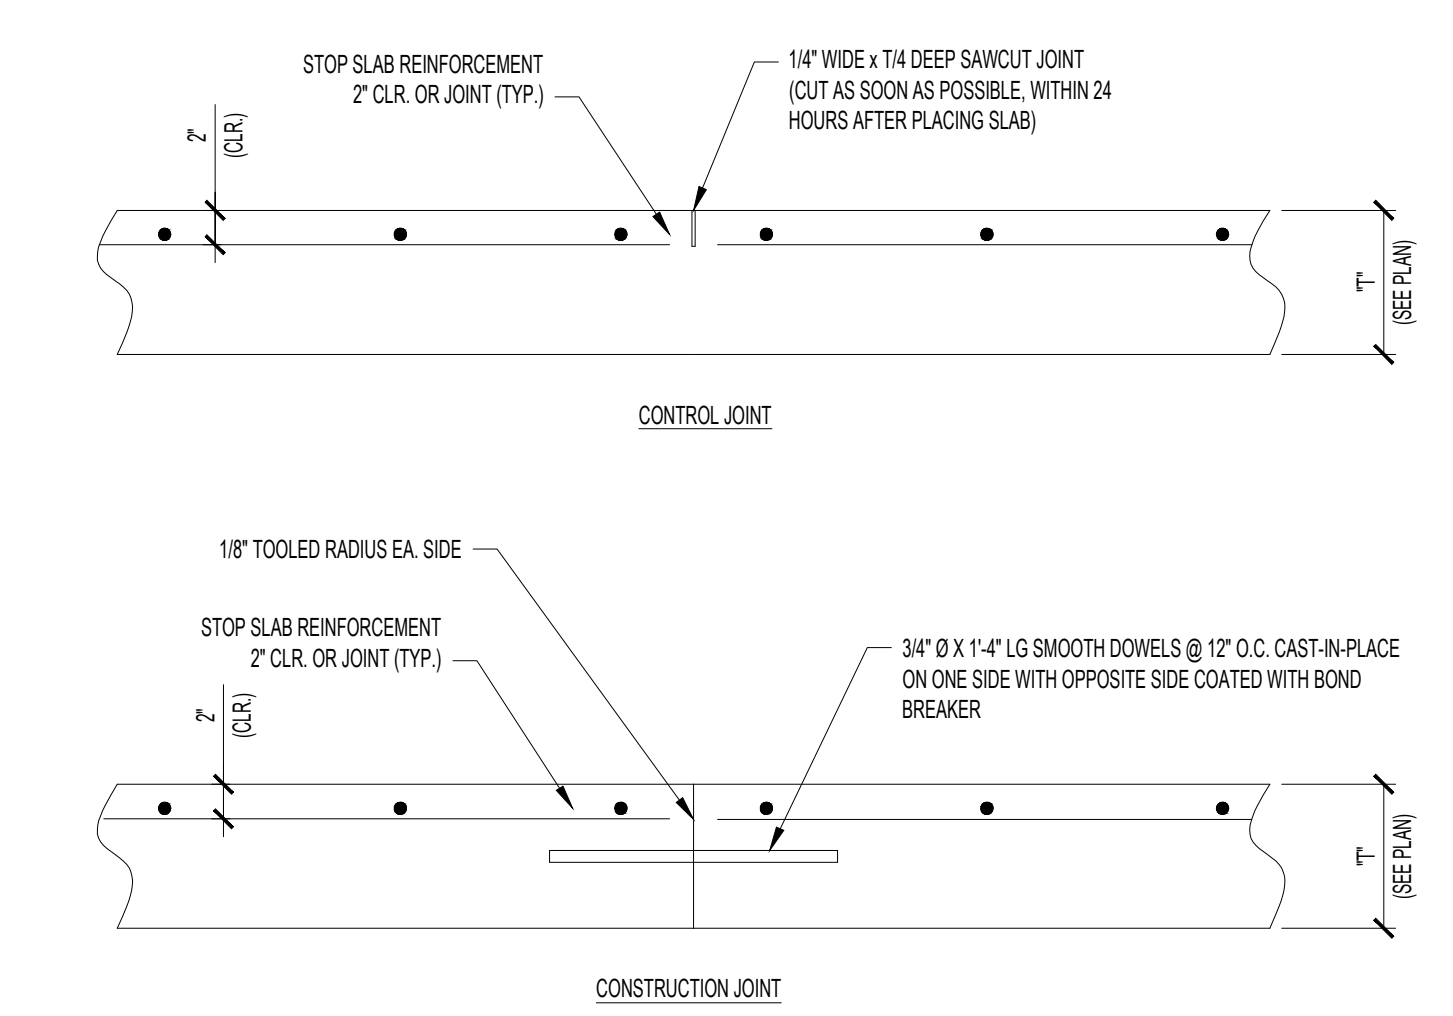 STOP SLAB REINFORCEMENT
2" CLR. OR JOINT (TYP.)
1/4" WIDE x T/4 DEEP SAWCUT JOINT
(CUT AS SOON AS POSSIBLE, WITHIN 24
HOURS AFTER PLACING SLAB)
2"
(CLR.)
"T"
(SEE PLAN)
CONTROL JOINT
1/8" TOOLED RADIUS EA. SIDE
STOP SLAB REINFORCEMENT
2" CLR. OR JOINT (TYP.)
3/4" Ø X 1'-4" LG SMOOTH DOWELS @ 12" O.C. CAST-IN-PLACE
ON ONE SIDE WITH OPPOSITE SIDE COATED WITH BOND
BREAKER
2"
(CLR.)
"T"
(SEE PLAN)
CONSTRUCTION JOINT